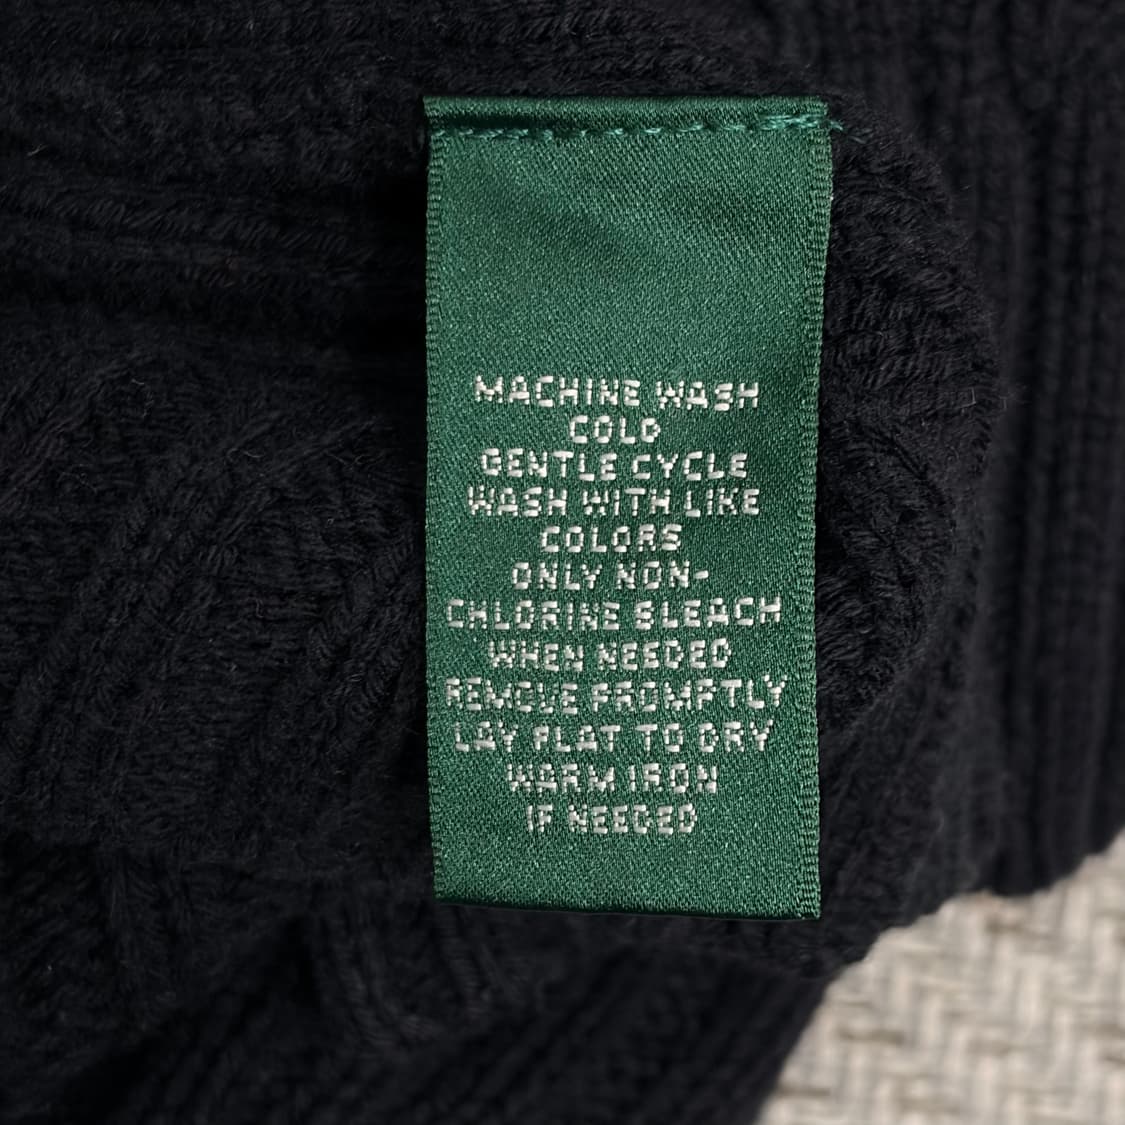 MACHINE WASH
COLD
GENTLE CYCLE
WASH WITH LIKE
COLORS
ONLY NON-
CHLORINE BLEACH
WHEN NEEDED
REMOVE PROMPTLY
LAY FLAT TO DRY
WARM IRON
IF NEEDED